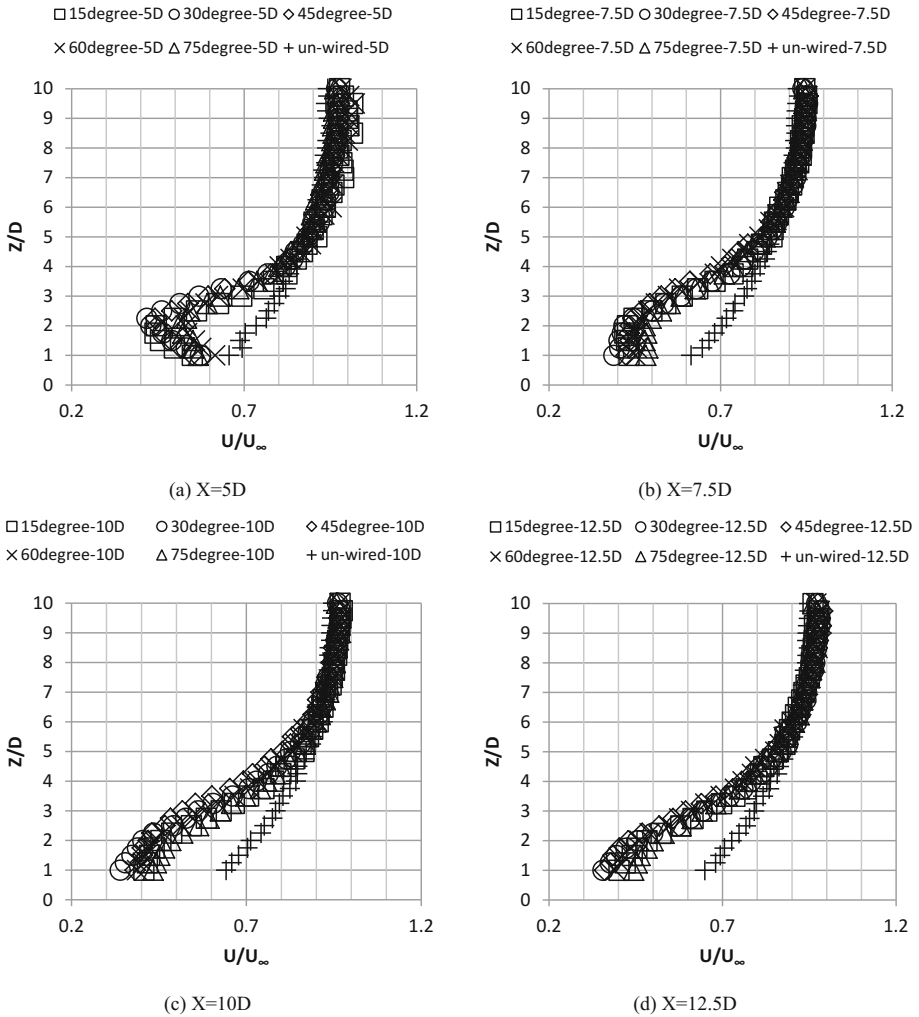 15degree-5D 30degree-5D 45degree-5D
60degree-5D 75degree-5D un-wired-5D
10
9
8
7
6
5
4
3
2
1
0
Z/D
0.2 0.7 1.2
U/U∞
(a) X=5D
15degree-7.5D 30degree-7.5D 45degree-7.5D
60degree-7.5D 75degree-7.5D un-wired-7.5D
10
9
8
7
6
5
4
3
2
1
0
Z/D
0.2 0.7 1.2
U/U∞
(b) X=7.5D
15degree-10D 30degree-10D 45degree-10D
60degree-10D 75degree-10D un-wired-10D
10
9
8
7
6
5
4
3
2
1
0
Z/D
0.2 0.7 1.2
U/U∞
(c) X=10D
15degree-12.5D 30degree-12.5D 45degree-12.5D
60degree-12.5D 75degree-12.5D un-wired-12.5D
10
9
8
7
6
5
4
3
2
1
0
Z/D
0.2 0.7 1.2
U/U∞
(d) X=12.5D